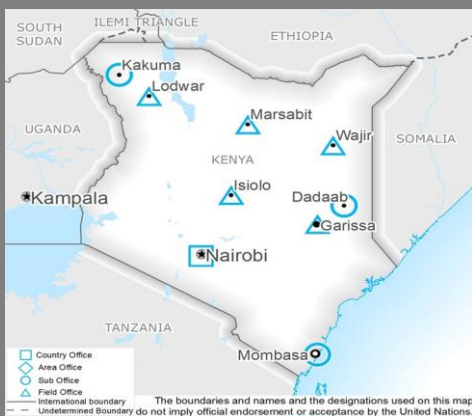 SOUTH
SUDAN
ILEMI TRIANGLE
ETHIOPIA
Kakuma
Lodwar
Marsabit
Wajir
UGANDA
SOMALIA
KENYA
Kampala
Isiolo
Dadaab
Garissa
Nairobi
TANZANIA
Mombasa
Country Office
Area Office
Sub Office
Field Office
International boundary
Undetermined Boundary
The boundaries and names and the designations used on this map
do not imply official endorsement or acceptance by the United Nations.